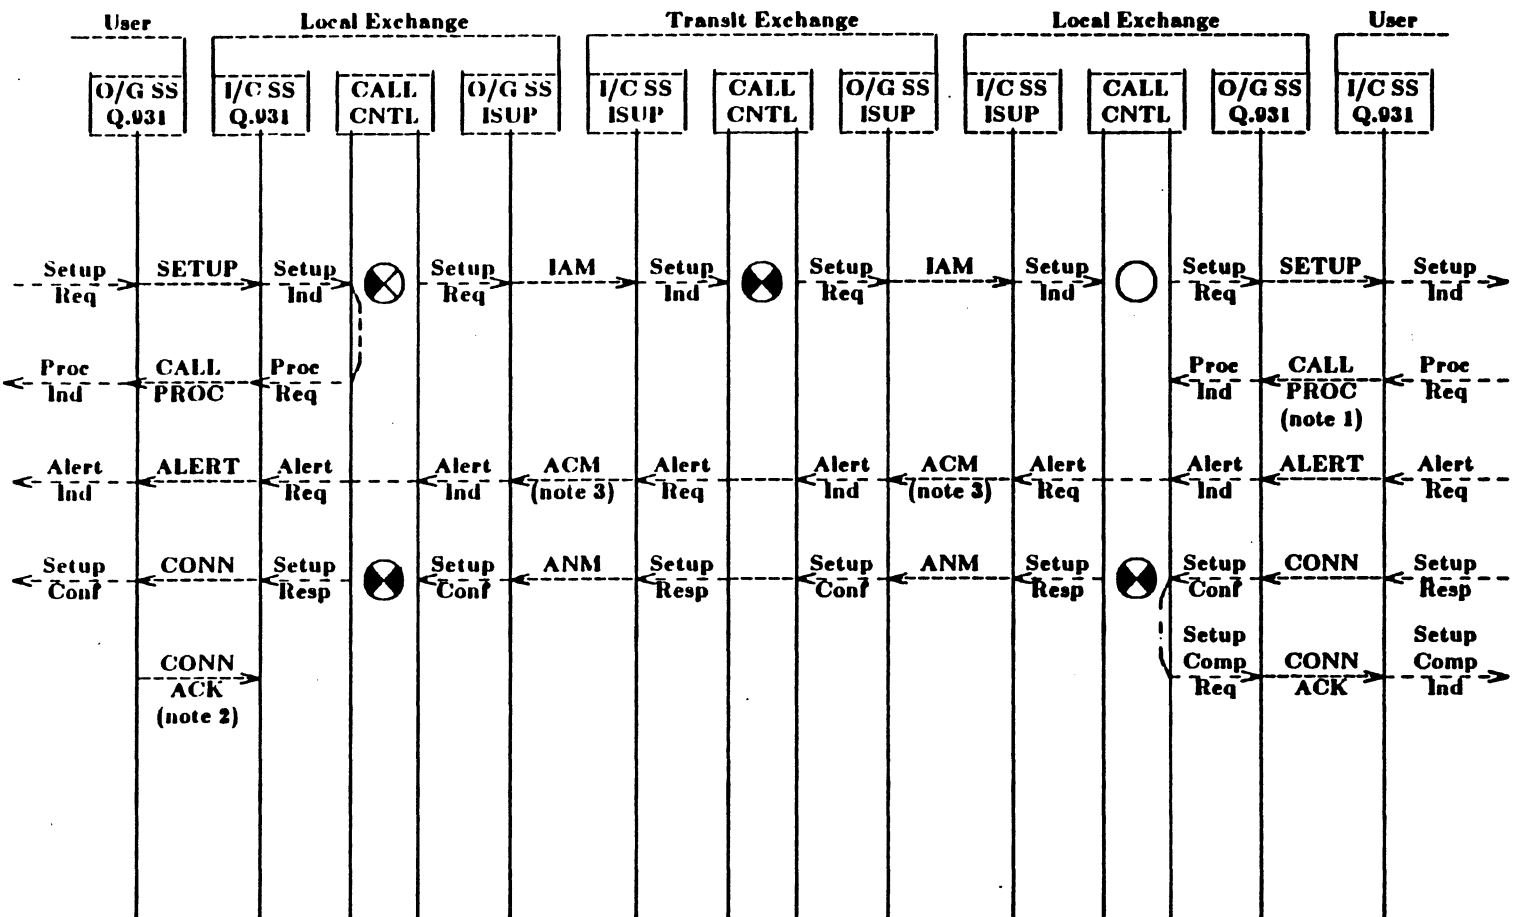 User Local Exchange Transit Exchange Local Exchange User
O/G SS I/C SS CALL O/G SS I/C SS CALL O/G SS I/C SS CALL O/G SS I/C SS
Q.931 Q.931 CNTL ISUP ISUP CNTL ISUP ISUP CNTL Q.931 Q.931
Setup SETUP Setup Setup IAM Setup Setup IAM Setup Setup SETUP Setup
Req Ind Req Ind Req Ind Req Ind
Proc CALL Proc Proc CALL Proc
Ind PROC Req Ind PROC Req
(note 1)
Alert ALERT Alert Alert ACM Alert Alert ACM Alert Alert ALERT Alert
Ind Req Ind (note 3) Req Ind (note 3) Req Ind Req
Setup CONN Setup Setup ANM Setup Setup ANM Setup Setup CONN Setup
Conf Resp Conf Resp Conf Resp Conf Resp
Setup Setup
CONN Comp CONN Comp
ACK Req ACK Ind
(note 2)